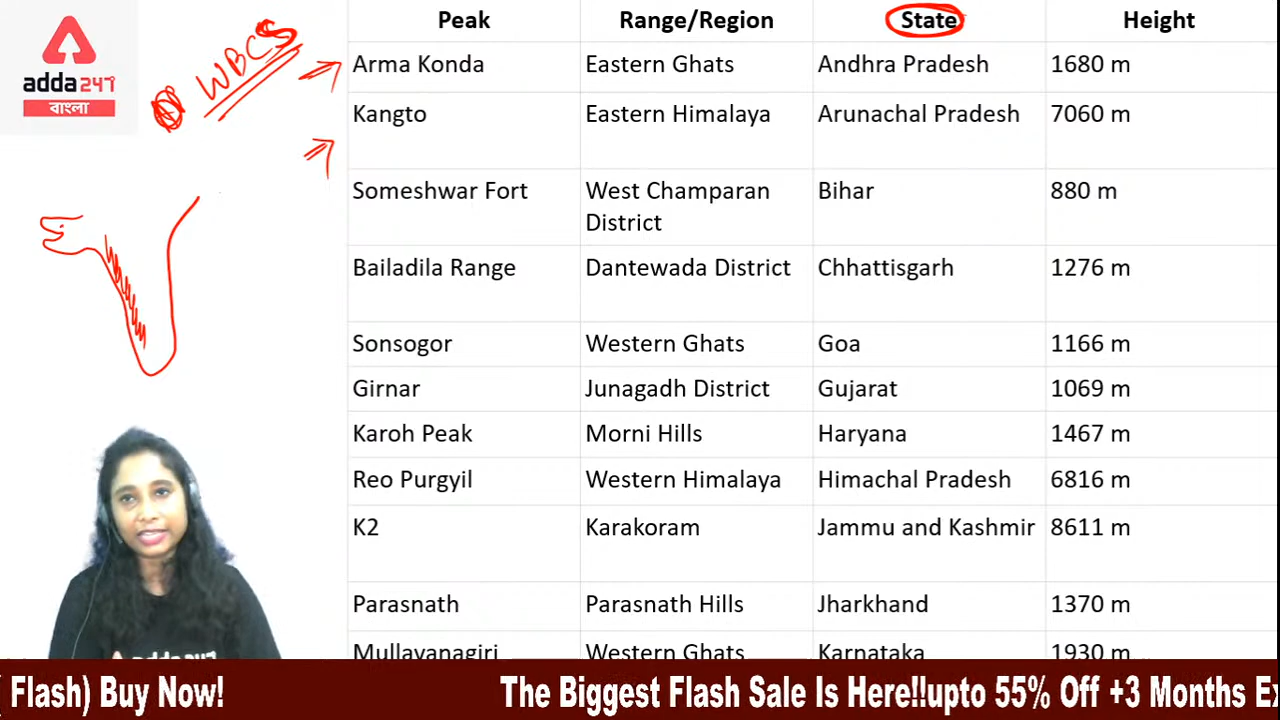 adda247
বাংলা
WBCS
Peak Range/Region State Height
Arma Konda Eastern Ghats Andhra Pradesh 1680 m
Kangto Eastern Himalaya Arunachal Pradesh 7060 m
Someshwar Fort West Champaran Bihar 880 m
District
Bailadila Range Dantewada District Chhattisgarh 1276 m
Sonsogor Western Ghats Goa 1166 m
Girnar Junagadh District Gujarat 1069 m
Karoh Peak Morni Hills Haryana 1467 m
Reo Purgyil Western Himalaya Himachal Pradesh 6816 m
K2 Karakoram Jammu and Kashmir 8611 m
Parasnath Parasnath Hills Jharkhand 1370 m
Mullayanagiri Western Ghats Karnataka 1930 m
adda247
Flash) Buy Now! The Biggest Flash Sale Is Here!!upto 55% Off +3 Months Ex